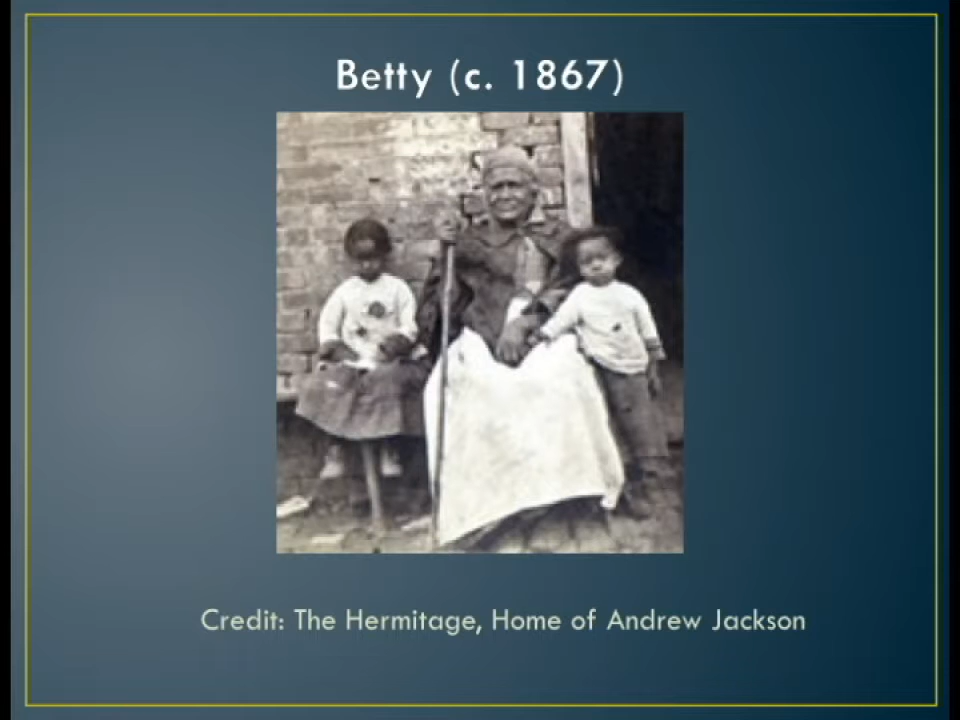 Betty (c. 1867)
Credit: The Hermitage, Home of Andrew Jackson